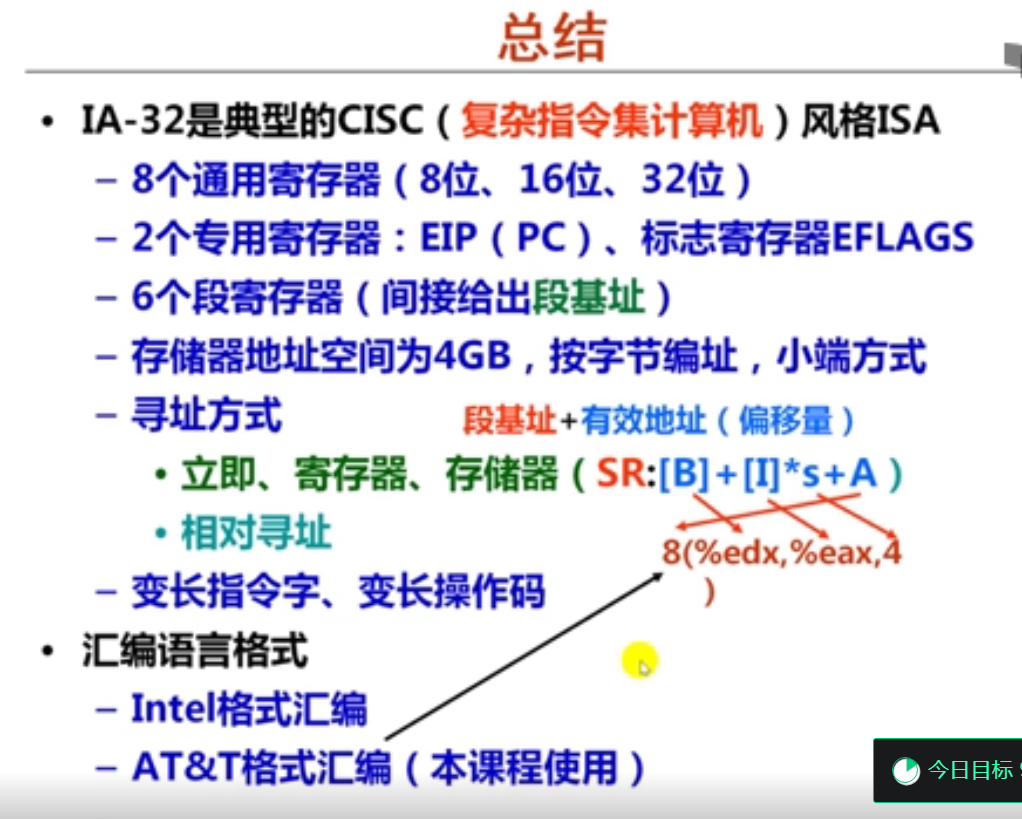 总结
• IA-32是典型的CISC（复杂指令集计算机）风格ISA
– 8个通用寄存器（8位、16位、32位）
– 2个专用寄存器：EIP（PC）、标志寄存器EFLAGS
– 6个段寄存器（间接给出段基址）
– 存储器地址空间为4GB，按字节编址，小端方式
– 寻址方式
段基址+有效地址（偏移量）
• 立即、寄存器、存储器（SR:[B]+[I]*s+A）
• 相对寻址
8(%edx,%eax,4
)
– 变长指令字、变长操作码
• 汇编语言格式
– Intel格式汇编
– AT&T格式汇编（本课程使用）
今日目标